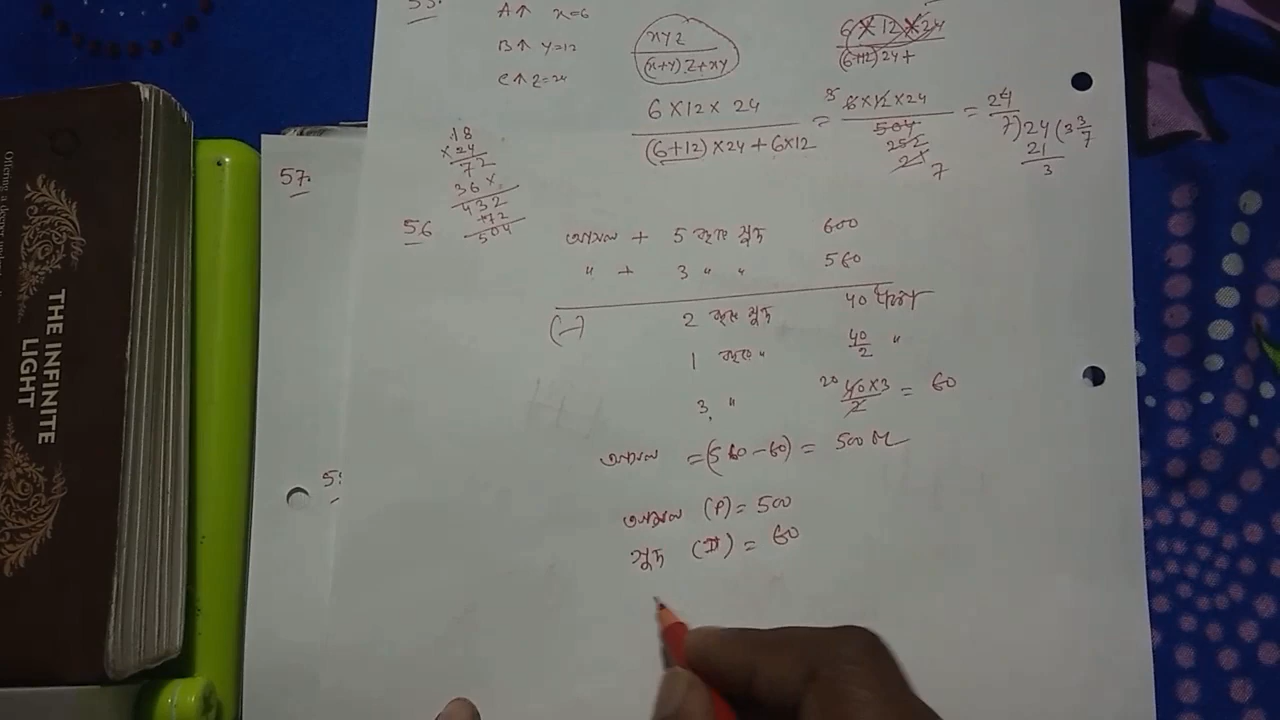 55.
A↑ x=6
B↑ y=12
C↑ z=24
xyz
(x+y)z+xy
6×12×24
(6+12)24+
6×12×24 / (6+12)×24+6×12 = 6×12×24 / 504 = 24/7
252
21
7
7)24(3 3/7
21
3
18
×24
72
36×
432
+72
504
57.
56
আসল + 5 বছরে সুদ 600
" + 3 " " 560
(-) 2 বছরে সুদ 40 টাকা
1 বছরে " 40/2 "
3 " 20 40×3/2 = 60
আসল =(560-60) = 500
আসল (P) = 500
সুদ (I) = 60
THE INFINITE
LIGHT